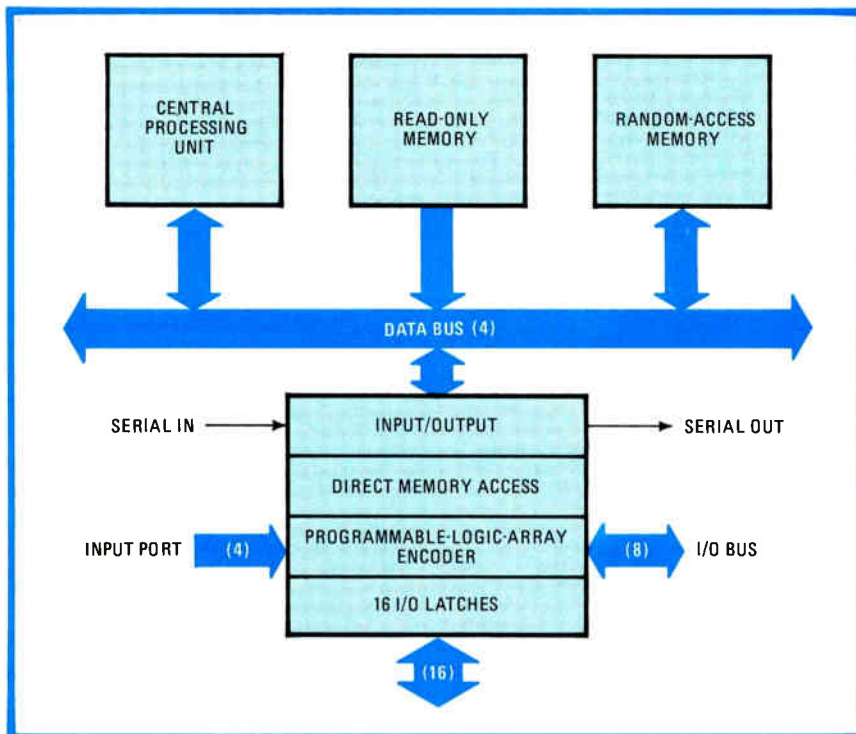 CENTRAL
PROCESSING
UNIT
READ-ONLY
MEMORY
RANDOM-ACCESS
MEMORY
DATA BUS (4)
SERIAL IN
INPUT/OUTPUT
SERIAL OUT
DIRECT MEMORY ACCESS
INPUT PORT
(4)
PROGRAMMABLE-LOGIC-ARRAY
ENCODER
(8)
I/O BUS
16 I/O LATCHES
(16)